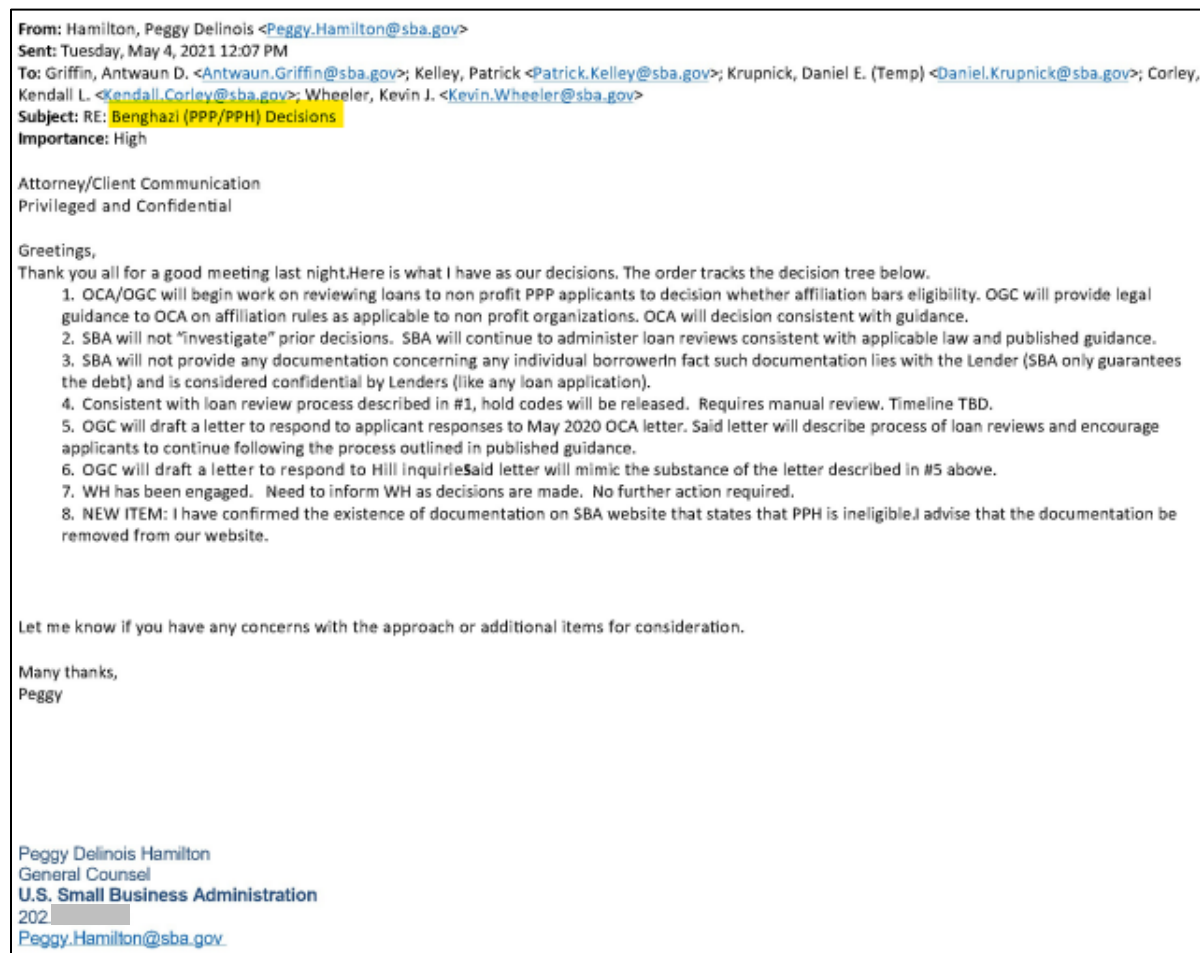 From: Hamilton, Peggy Delinois <Peggy.Hamilton@sba.gov>
Sent: Tuesday, May 4, 2021 12:07 PM
To: Griffin, Antwaun D. <Antwaun.Griffin@sba.gov>; Kelley, Patrick <Patrick.Kelley@sba.gov>; Krupnick, Daniel E. (Temp) <Daniel.Krupnick@sba.gov>; Corley,
Kendall L. <Kendall.Corley@sba.gov>; Wheeler, Kevin J. <Kevin.Wheeler@sba.gov>
Subject: RE: Benghazi (PPP/PPH) Decisions
Importance: High
Attorney/Client Communication
Privileged and Confidential
Greetings,
Thank you all for a good meeting last night.Here is what I have as our decisions. The order tracks the decision tree below.
1. OCA/OGC will begin work on reviewing loans to non profit PPP applicants to decision whether affiliation bars eligibility. OGC will provide legal
guidance to OCA on affiliation rules as applicable to non profit organizations. OCA will decision consistent with guidance.
2. SBA will not "investigate" prior decisions. SBA will continue to administer loan reviews consistent with applicable law and published guidance.
3. SBA will not provide any documentation concerning any individual borrowerIn fact such documentation lies with the Lender (SBA only guarantees
the debt) and is considered confidential by Lenders (like any loan application).
4. Consistent with loan review process described in #1, hold codes will be released. Requires manual review. Timeline TBD.
5. OGC will draft a letter to respond to applicant responses to May 2020 OCA letter. Said letter will describe process of loan reviews and encourage
applicants to continue following the process outlined in published guidance.
6. OGC will draft a letter to respond to Hill inquirieSaid letter will mimic the substance of the letter described in #5 above.
7. WH has been engaged. Need to inform WH as decisions are made. No further action required.
8. NEW ITEM: I have confirmed the existence of documentation on SBA website that states that PPH is ineligible.I advise that the documentation be
removed from our website.
Let me know if you have any concerns with the approach or additional items for consideration.
Many thanks,
Peggy
Peggy Delinois Hamilton
General Counsel
U.S. Small Business Administration
202.
Peggy.Hamilton@sba.gov